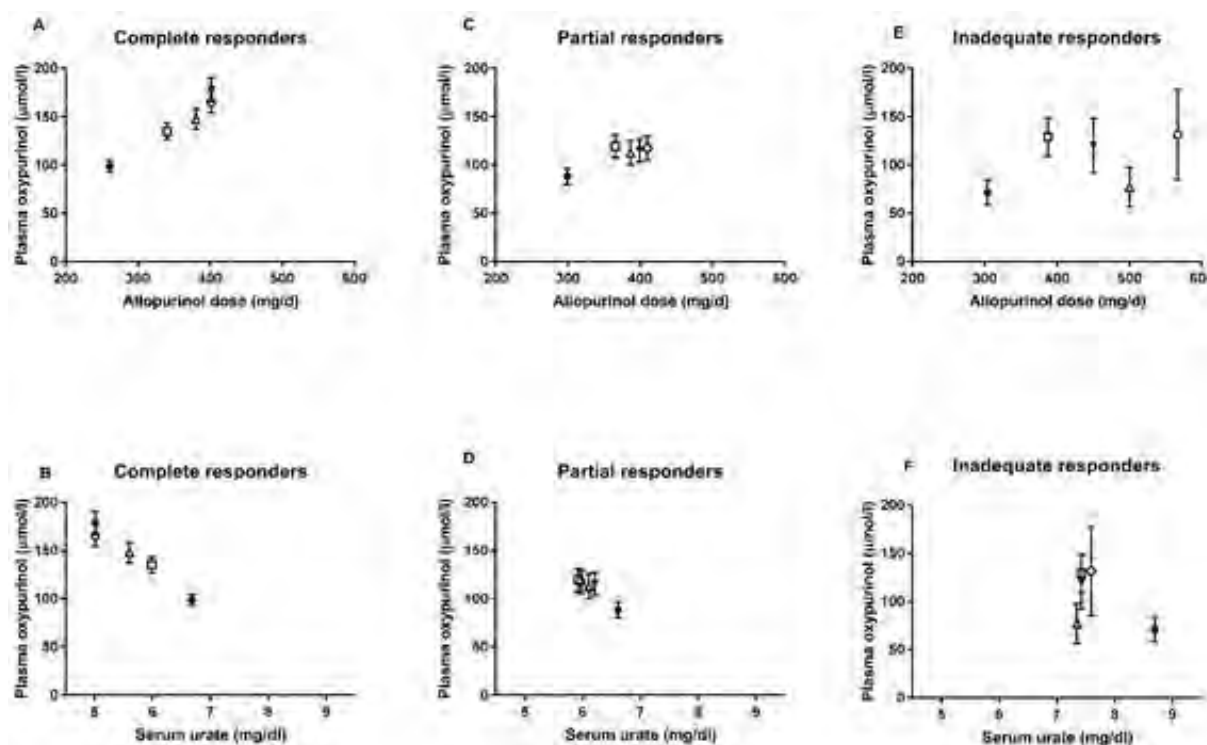 A
Complete responders
Plasma oxypurinol (μmol/l)
200
150
100
50
0
200
300
400
500
600
Allopurinol dose (mg/d)
C
Partial responders
Plasma oxypurinol (μmol/l)
200
150
100
50
0
200
300
400
500
600
Allopurinol dose (mg/d)
E
Inadequate responders
Plasma oxypurinol (μmol/l)
200
150
100
50
0
200
300
400
500
600
Allopurinol dose (mg/d)
B
Complete responders
Plasma oxypurinol (μmol/l)
200
150
100
50
0
5
6
7
8
9
Serum urate (mg/dl)
D
Partial responders
Plasma oxypurinol (μmol/l)
200
150
100
50
0
5
6
7
8
9
Serum urate (mg/dl)
F
Inadequate responders
Plasma oxypurinol (μmol/l)
200
150
100
50
0
5
6
7
8
9
Serum urate (mg/dl)